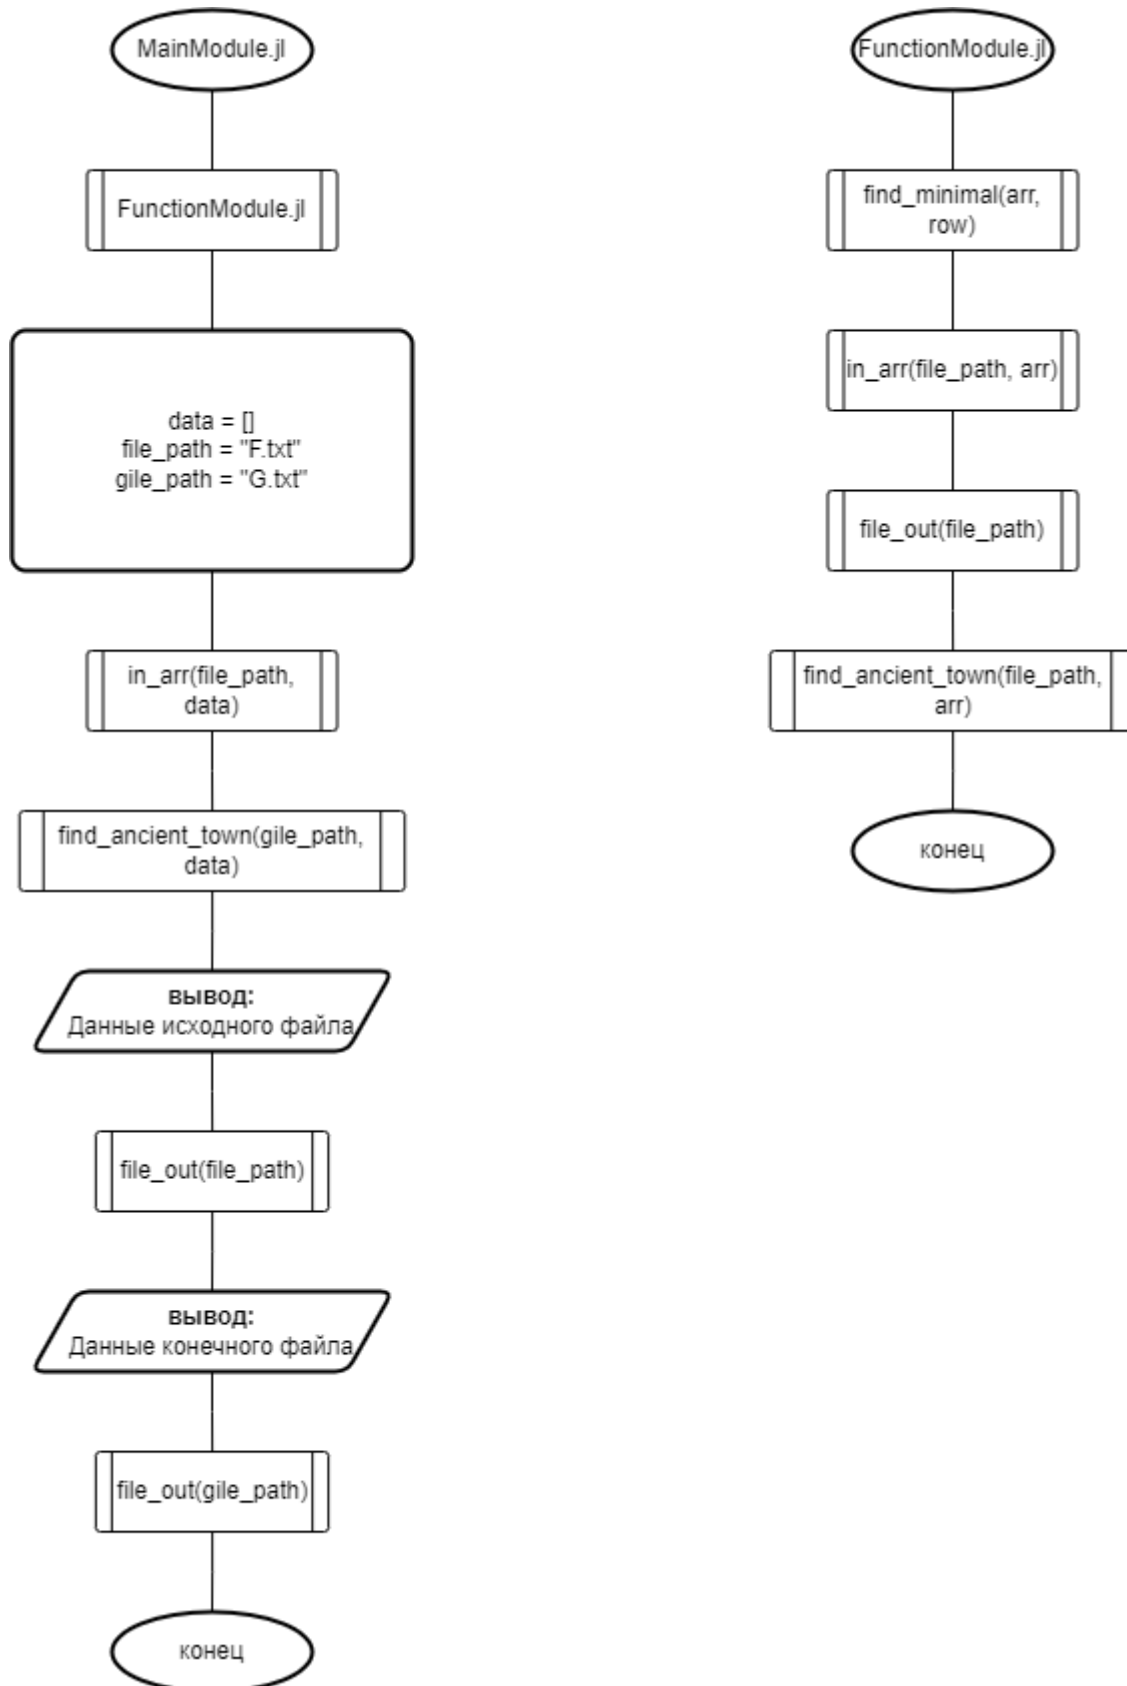 MainModule.jl
FunctionModule.jl
data = []
file_path = "F.txt"
gile_path = "G.txt"
in_arr(file_path,
data)
find_ancient_town(gile_path,
data)
вывод:
Данные исходного файла
file_out(file_path)
вывод:
Данные конечного файла
file_out(gile_path)
конец
FunctionModule.jl
find_minimal(arr,
row)
in_arr(file_path, arr)
file_out(file_path)
find_ancient_town(file_path,
arr)
конец